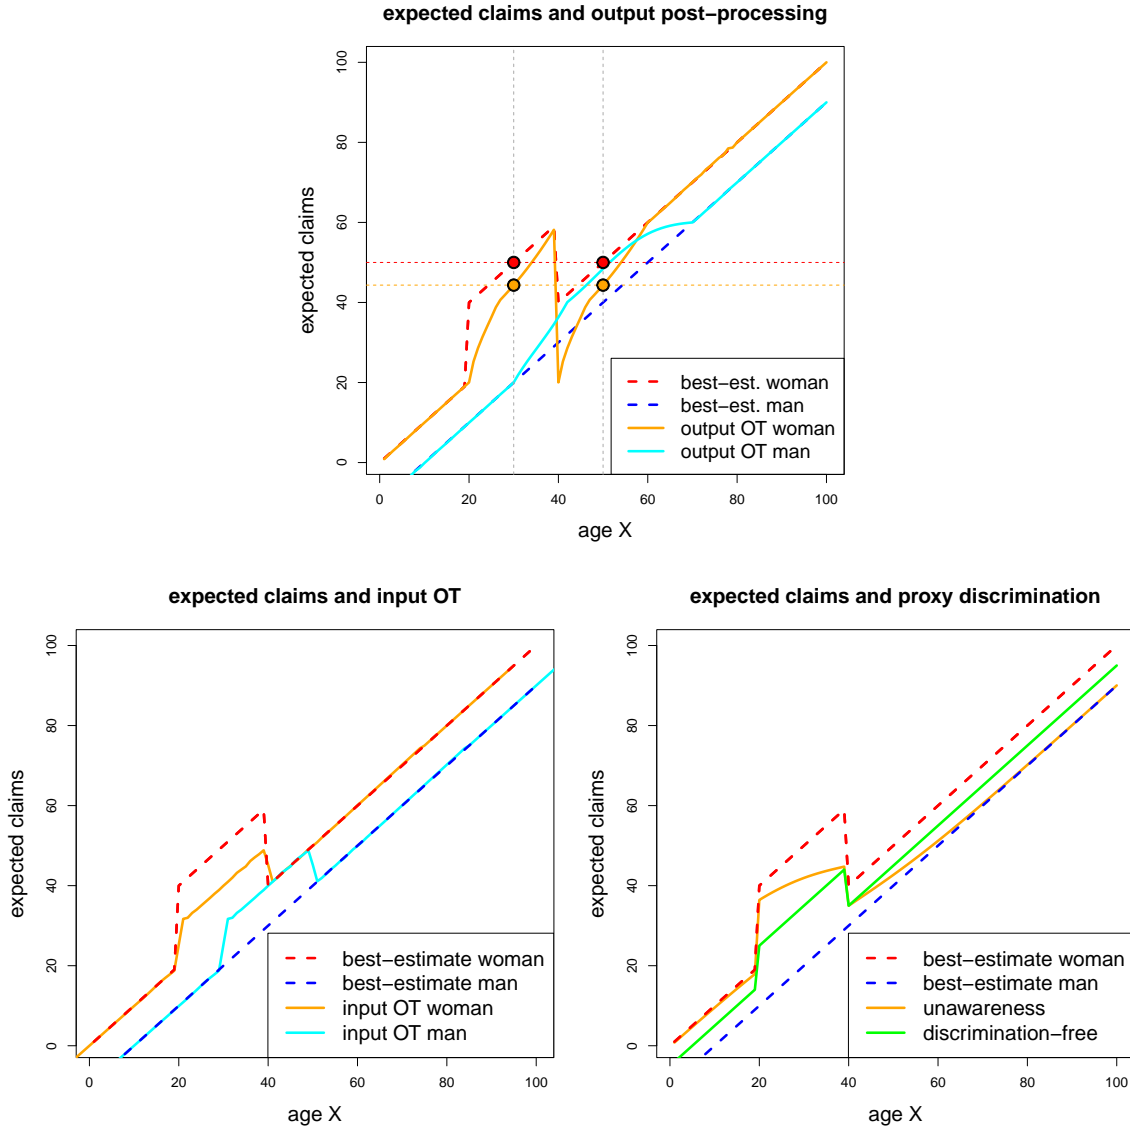 expected claims and output post−processing
100
80
60
40
20
0
expected claims
best−est. woman
best−est. man
output OT woman
output OT man
0 20 40 60 80 100
age X
expected claims and input OT
100
80
60
40
20
0
expected claims
best−estimate woman
best−estimate man
input OT woman
input OT man
0 20 40 60 80 100
age X
expected claims and proxy discrimination
100
80
60
40
20
0
expected claims
best−estimate woman
best−estimate man
unawareness
discrimination−free
0 20 40 60 80 100
age X